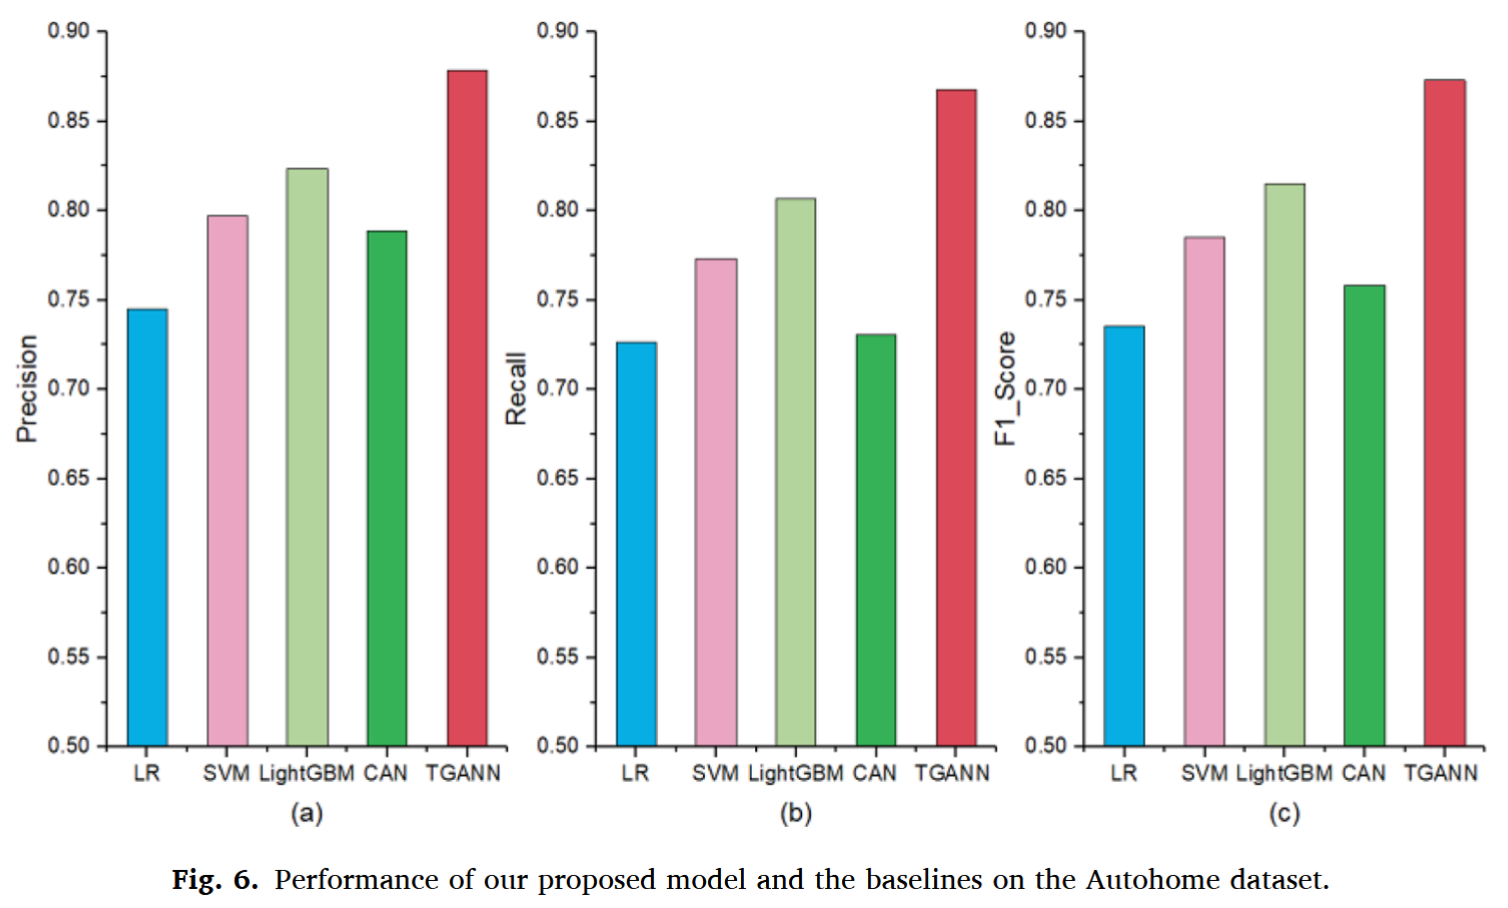 Precision
0.90
0.85
0.80
0.75
0.70
0.65
0.60
0.55
0.50
LR SVM LightGBM CAN TGANN
(a)
Recall
0.90
0.85
0.80
0.75
0.70
0.65
0.60
0.55
0.50
LR SVM LightGBM CAN TGANN
(b)
F1_Score
0.90
0.85
0.80
0.75
0.70
0.65
0.60
0.55
0.50
LR SVM LightGBM CAN TGANN
(c)
Fig. 6. Performance of our proposed model and the baselines on the Autohome dataset.